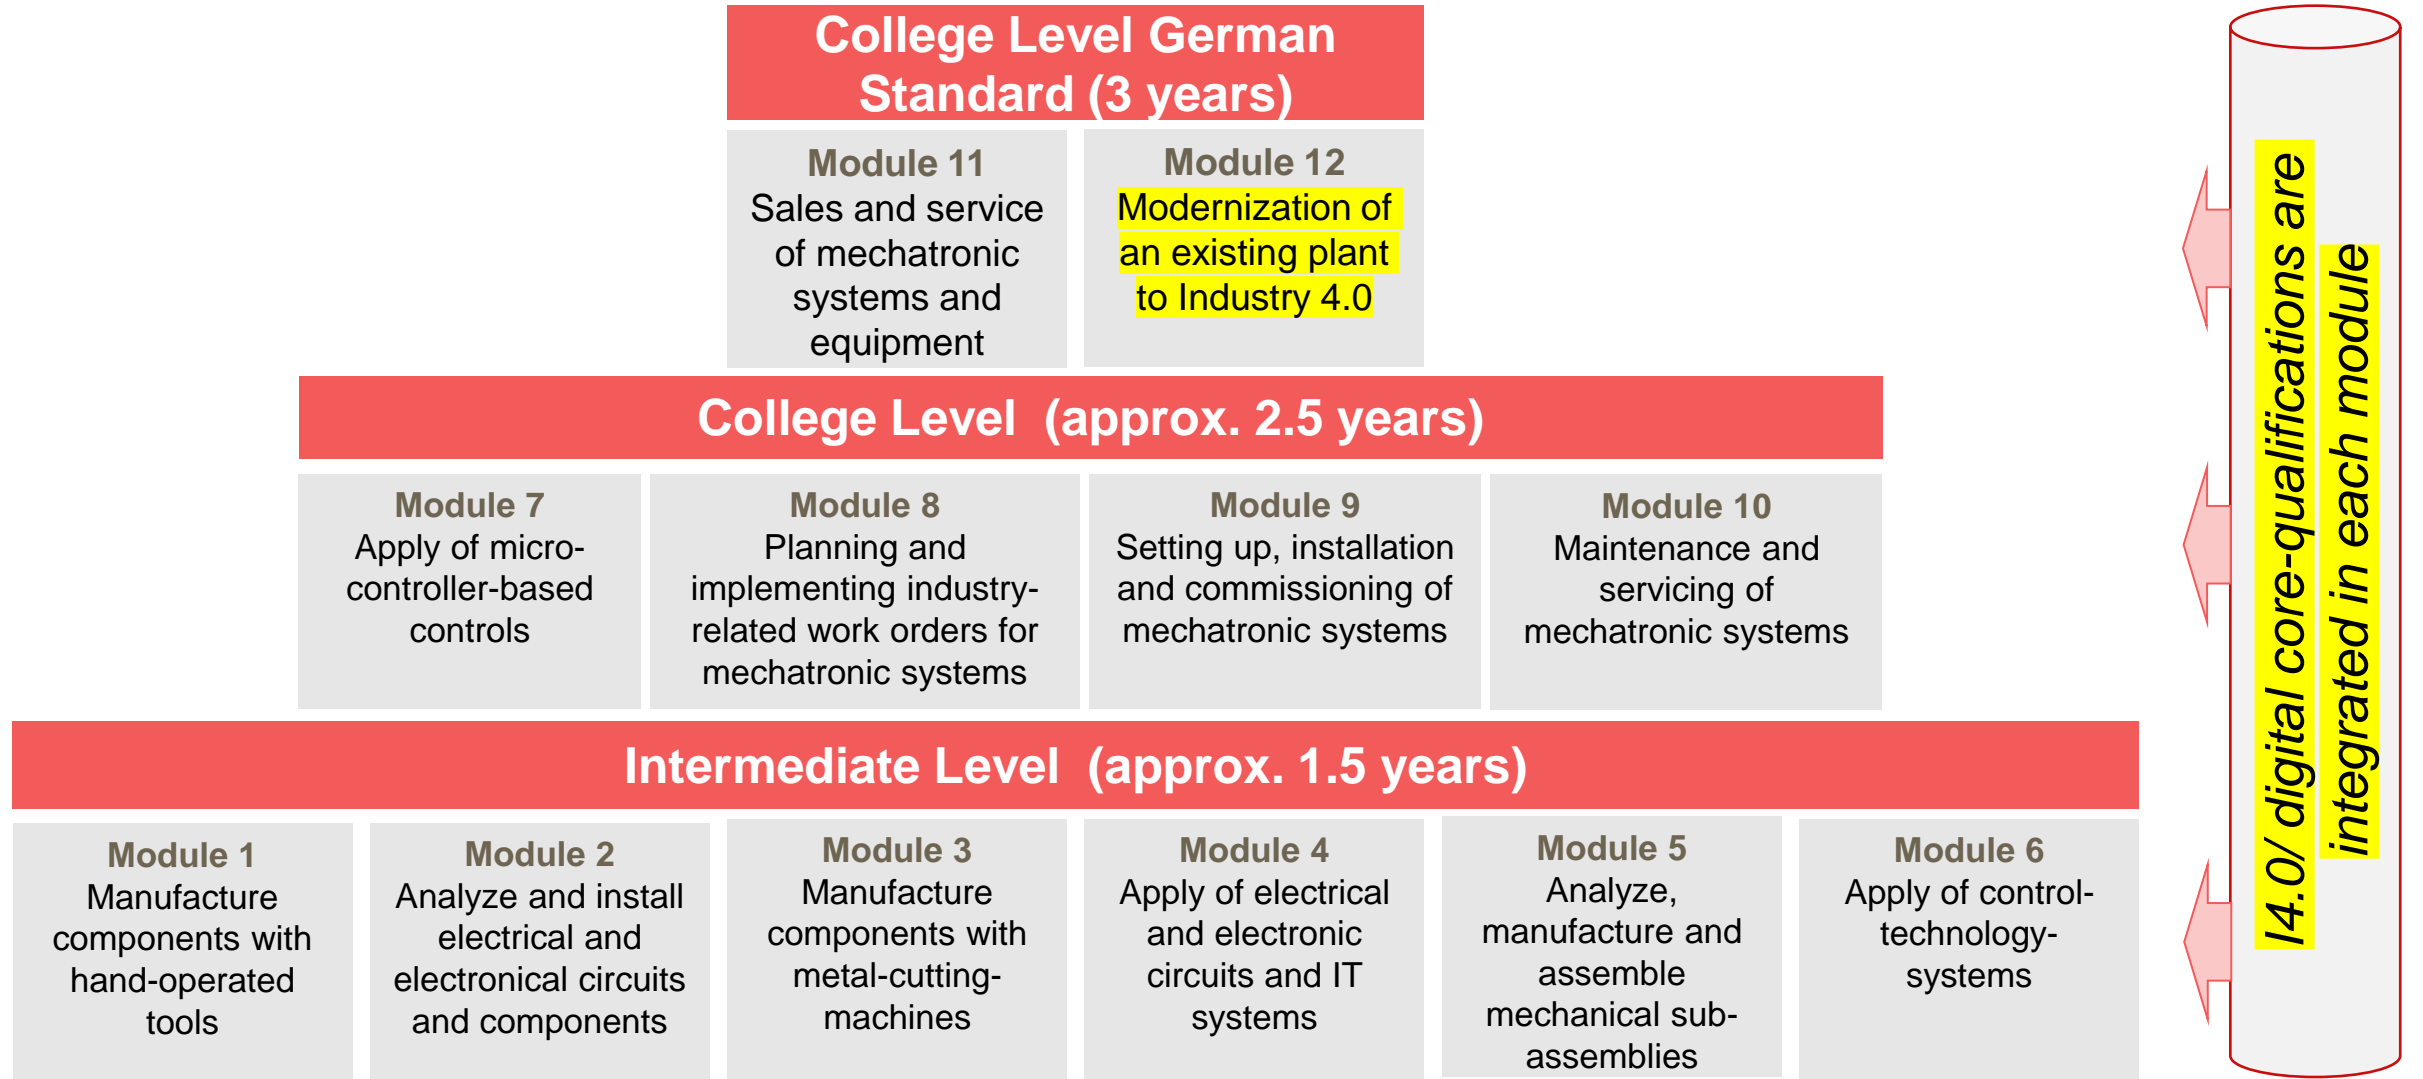 College Level German
Standard (3 years)
Module 11
Sales and service
of mechatronic
systems and
equipment
Module 12
Modernization of
an existing plant
to Industry 4.0
College Level (approx. 2.5 years)
Module 7
Apply of micro-
controller-based
controls
Module 8
Planning and
implementing industry-
related work orders for
mechatronic systems
Module 9
Setting up, installation
and commissioning of
mechatronic systems
Module 10
Maintenance and
servicing of
mechatronic systems
Intermediate Level (approx. 1.5 years)
Module 1
Manufacture
components with
hand-operated
tools
Module 2
Analyze and install
electrical and
electronical circuits
and components
Module 3
Manufacture
components with
metal-cutting-
machines
Module 4
Apply of electrical
and electronic
circuits and IT
systems
Module 5
Analyze,
manufacture and
assemble
mechanical sub-
assemblies
Module 6
Apply of control-
technology-
systems
I4.0/ digital core-qualifications are
integrated in each module